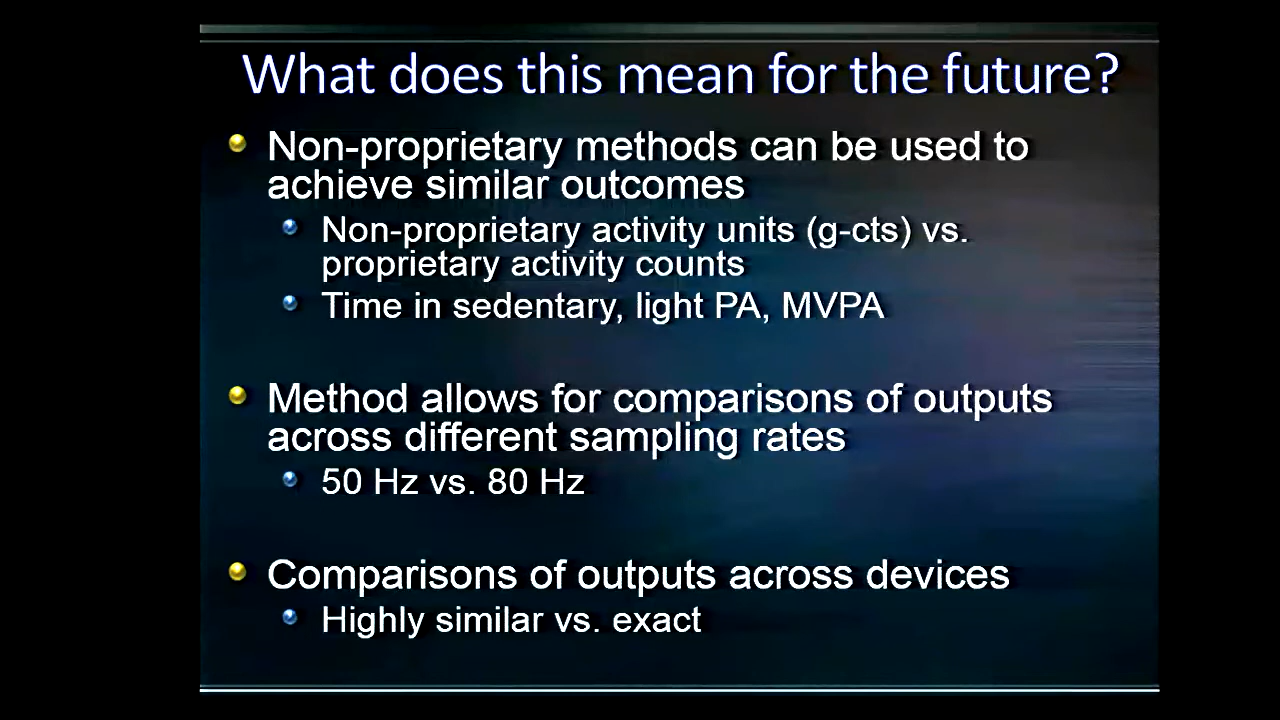 What does this mean for the future?
Non-proprietary methods can be used to
achieve similar outcomes
Non-proprietary activity units (g-cts) vs.
proprietary activity counts
Time in sedentary, light PA, MVPA
Method allows for comparisons of outputs
across different sampling rates
50 Hz vs. 80 Hz
Comparisons of outputs across devices
Highly similar vs. exact